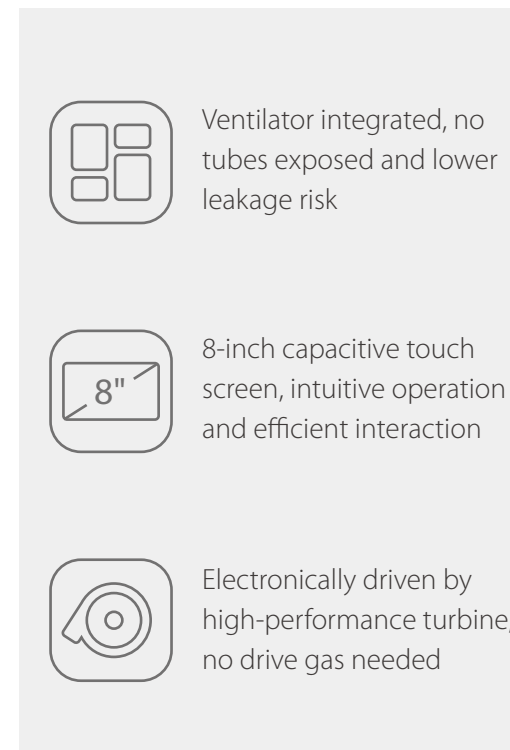 Ventilator integrated, no
tubes exposed and lower
leakage risk
8"
8-inch capacitive touch
screen, intuitive operation
and efficient interaction
Electronically driven by
high-performance turbine,
no drive gas needed